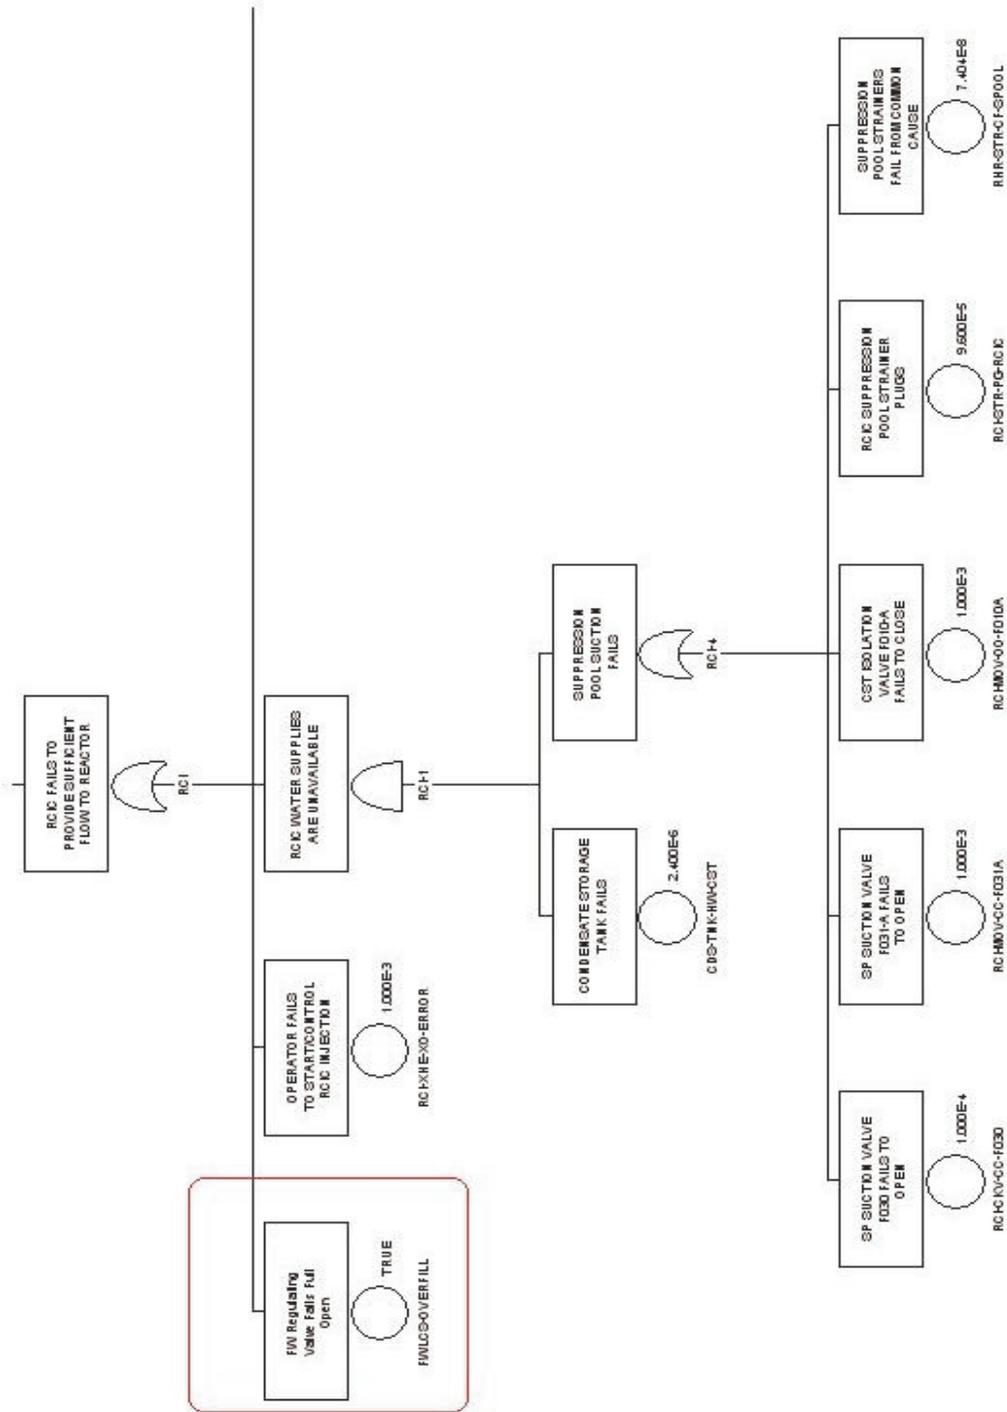 RCIC FAILS TO
PROVIDE SUFFICIENT
FLOW TO REACTOR
RCI
FW Regulating
Valve Fails Full
Open
TRUE
FWLCS-OVERFILL
OPERATOR FAILS
TO START/CONTROL
RCIC INJECTION
1.000E-3
RCI-XHE-XO-ERROR
RCIC WATER SUPPLIES
ARE UNAVAILABLE
RCI-1
CONDENSATE STORAGE
TANK FAILS
2.400E-6
CDS-TNK-HW-CST
SUPPRESSION
POOL SUCTION
FAILS
RCI-4
SP SUCTION VALVE
F030 FAILS TO
OPEN
1.000E-4
RCI-CKV-CC-F030
SP SUCTION VALVE
F031-A FAILS
TO OPEN
1.000E-3
RCI-MOV-CC-F031A
CST ISOLATION
VALVE F010-A
FAILS TO CLOSE
1.000E-3
RCI-MOV-OO-F010A
RCIC SUPPRESSION
POOL STRAINER
PLUGS
9.600E-5
RCI-STR-PG-RCIC
SUPPRESSION
POOL STRAINERS
FAIL FROM COMMON
CAUSE
7.404E-8
RHR-STR-CF-SPOOL